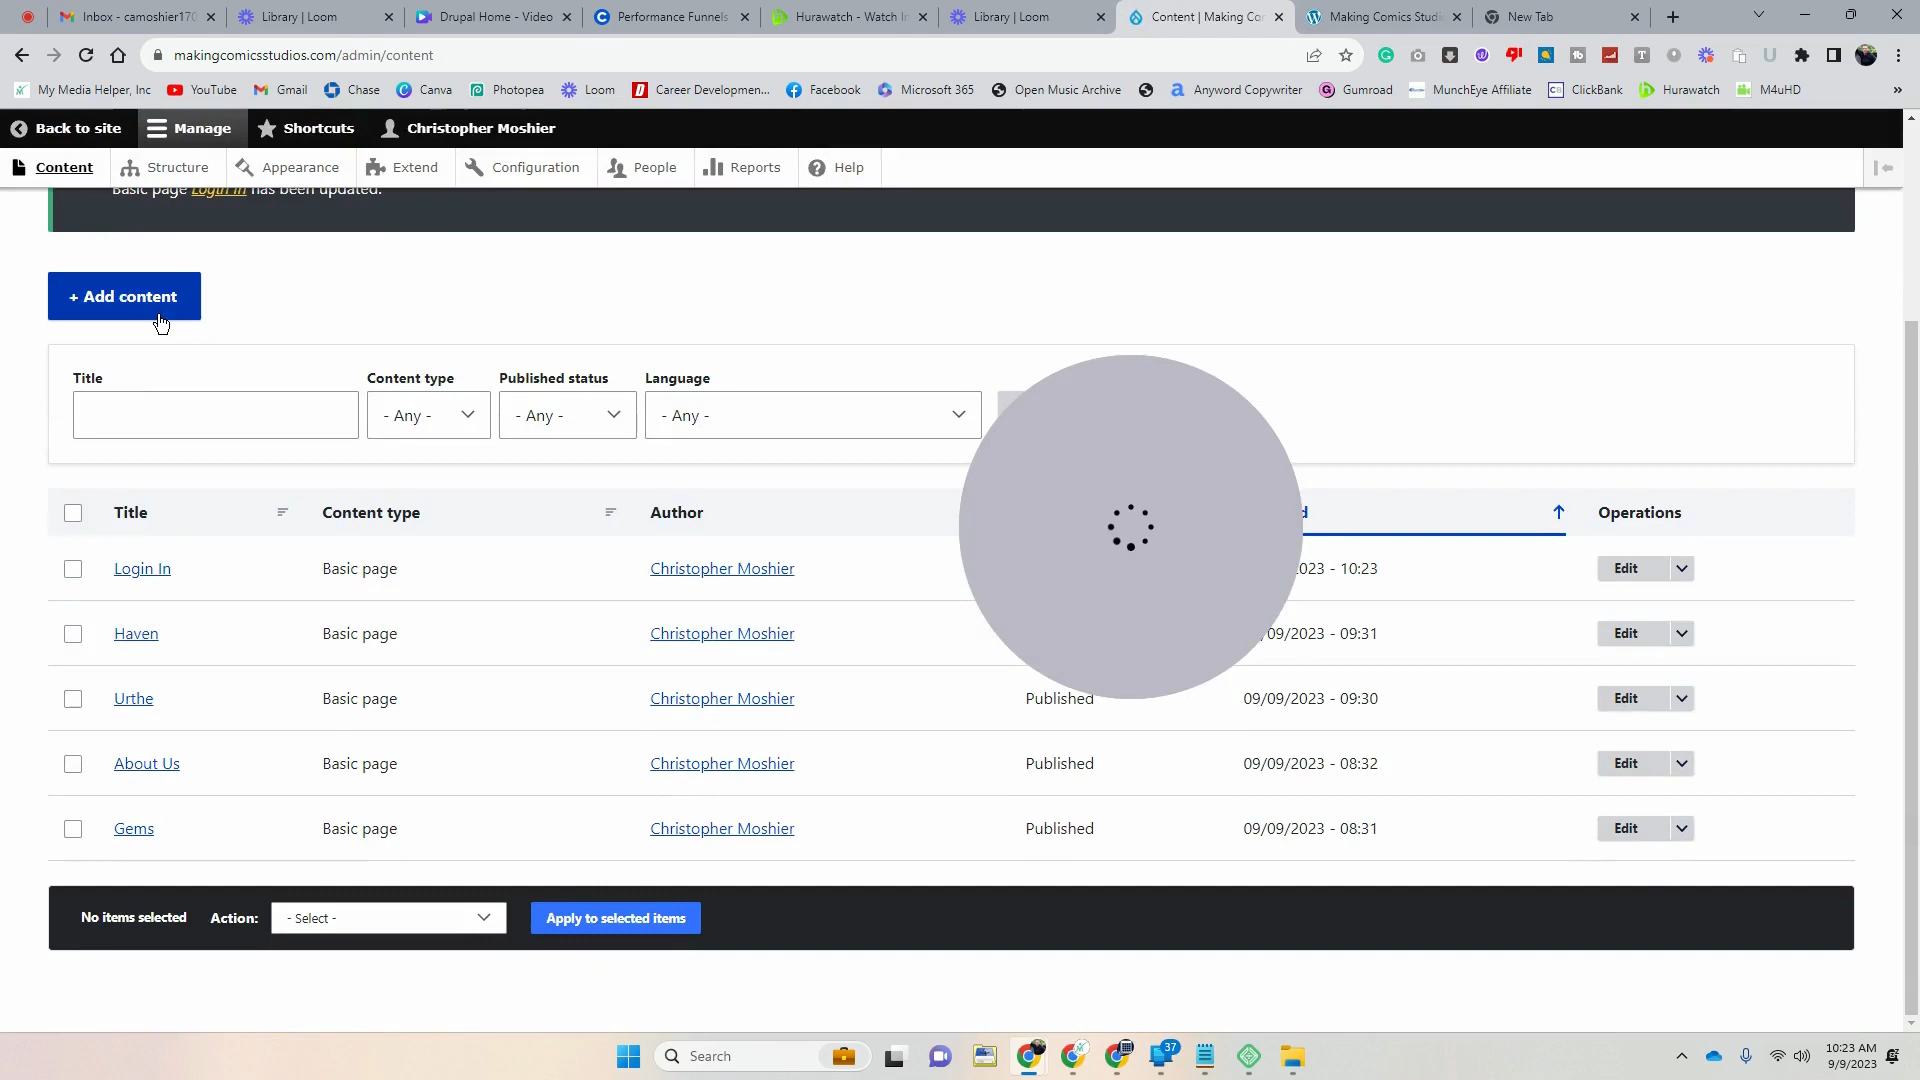 Inbox - camoshier170
Library | Loom
Drupal Home - Video
Performance Funnels
Hurawatch - Watch
Library | Loom
Content | Making Co
Making Comics Studi
New Tab
makingcomicsstudios.com/admin/content
My Media Helper, Inc
YouTube
Gmail
Chase
Canva
Photopea
Loom
Career Developmen...
Facebook
Microsoft 365
Open Music Archive
Anyword Copywriter
Gumroad
MunchEye Affiliate
ClickBank
Hurawatch
M4uHD
»
Back to site
Manage
Shortcuts
Christopher Moshier
Content
Structure
Appearance
Extend
Configuration
People
Reports
Help
Basic page Login In has been updated.
+ Add content
Title
Content type
Published status
Language
- Any -
- Any -
- Any -
Title
Content type
Author
d
Operations
Login In
Basic page
Christopher Moshier
023 - 10:23
Edit
Haven
Basic page
Christopher Moshier
/09/2023 - 09:31
Edit
Urthe
Basic page
Christopher Moshier
Published
09/09/2023 - 09:30
Edit
About Us
Basic page
Christopher Moshier
Published
09/09/2023 - 08:32
Edit
Gems
Basic page
Christopher Moshier
Published
09/09/2023 - 08:31
Edit
No items selected
Action:
- Select -
Apply to selected items
Search
37
10:23 AM
9/9/2023